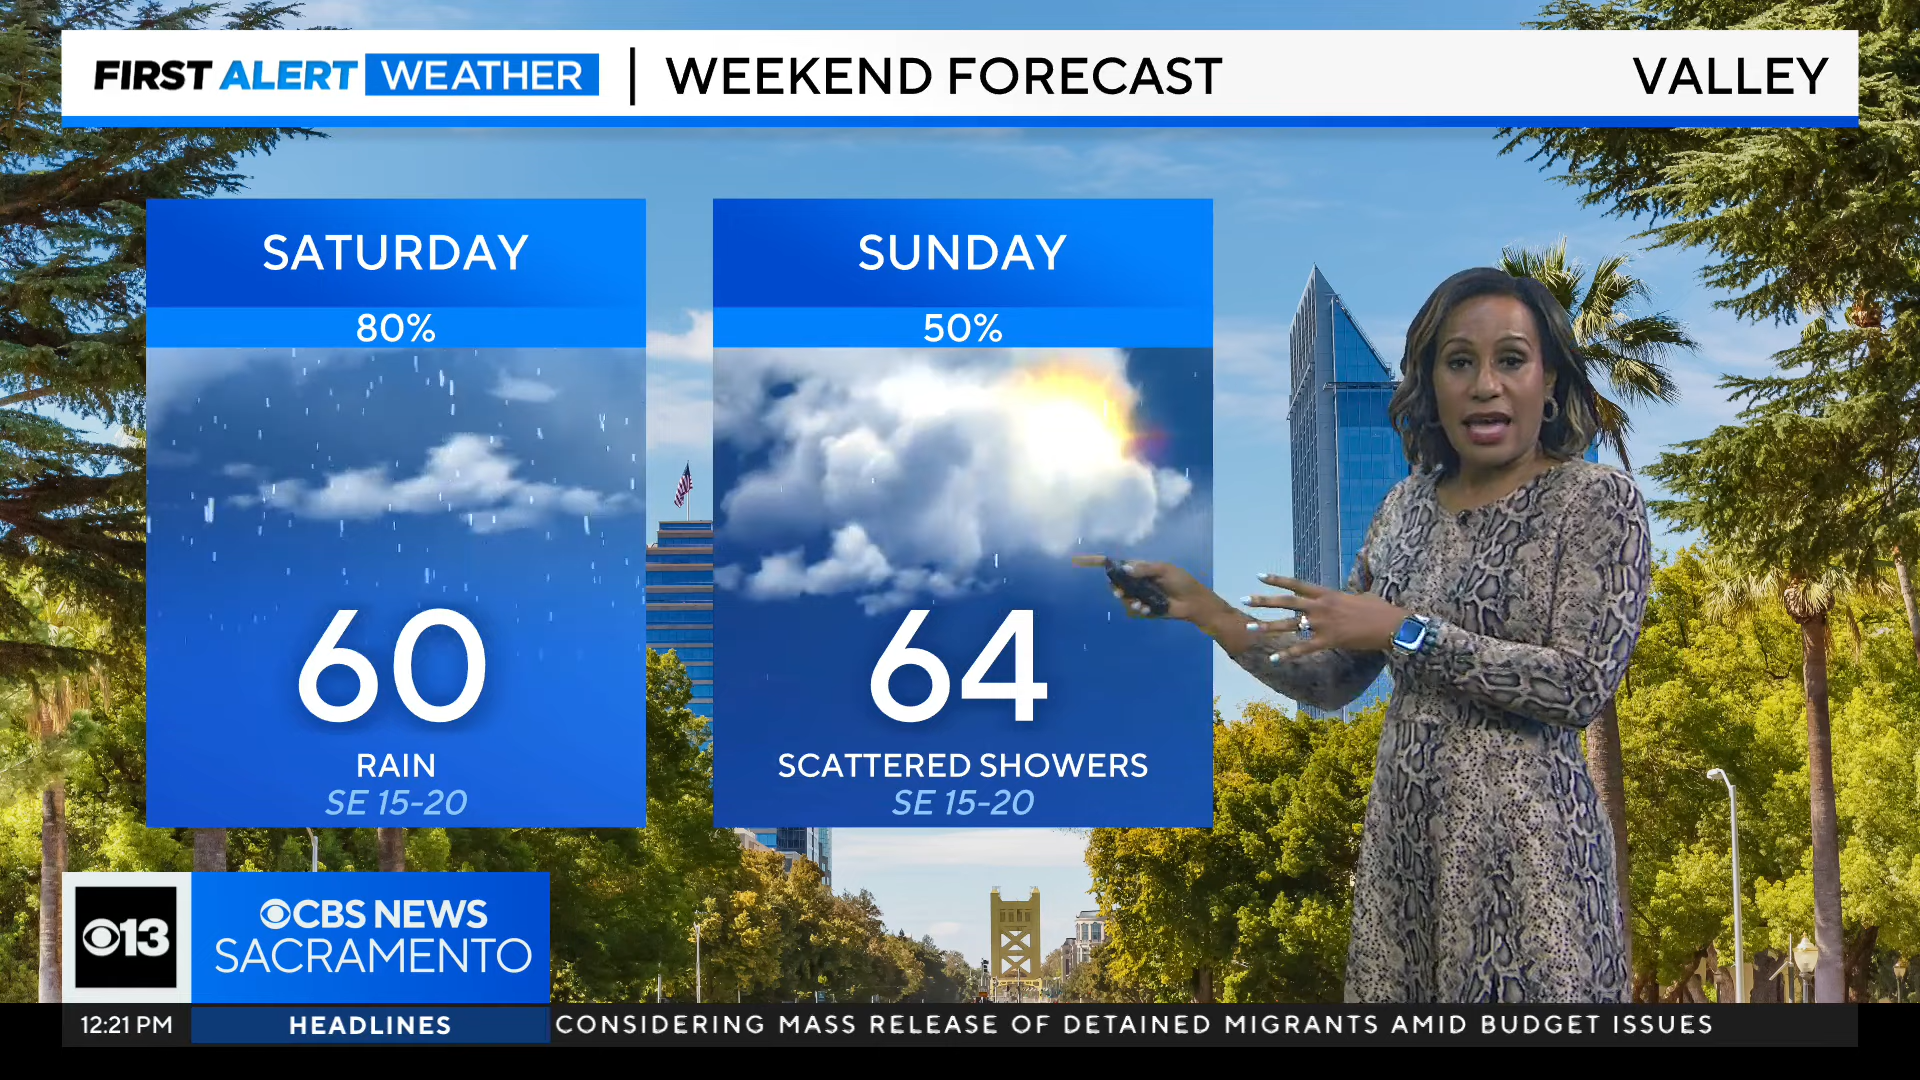 FIRST ALERT WEATHER | WEEKEND FORECAST VALLEY
SATURDAY
80%
60
RAIN
SE 15-20
SUNDAY
50%
64
SCATTERED SHOWERS
SE 15-20
13
CBS NEWS
SACRAMENTO
12:21 PM HEADLINES CONSIDERING MASS RELEASE OF DETAINED MIGRANTS AMID BUDGET ISSUES